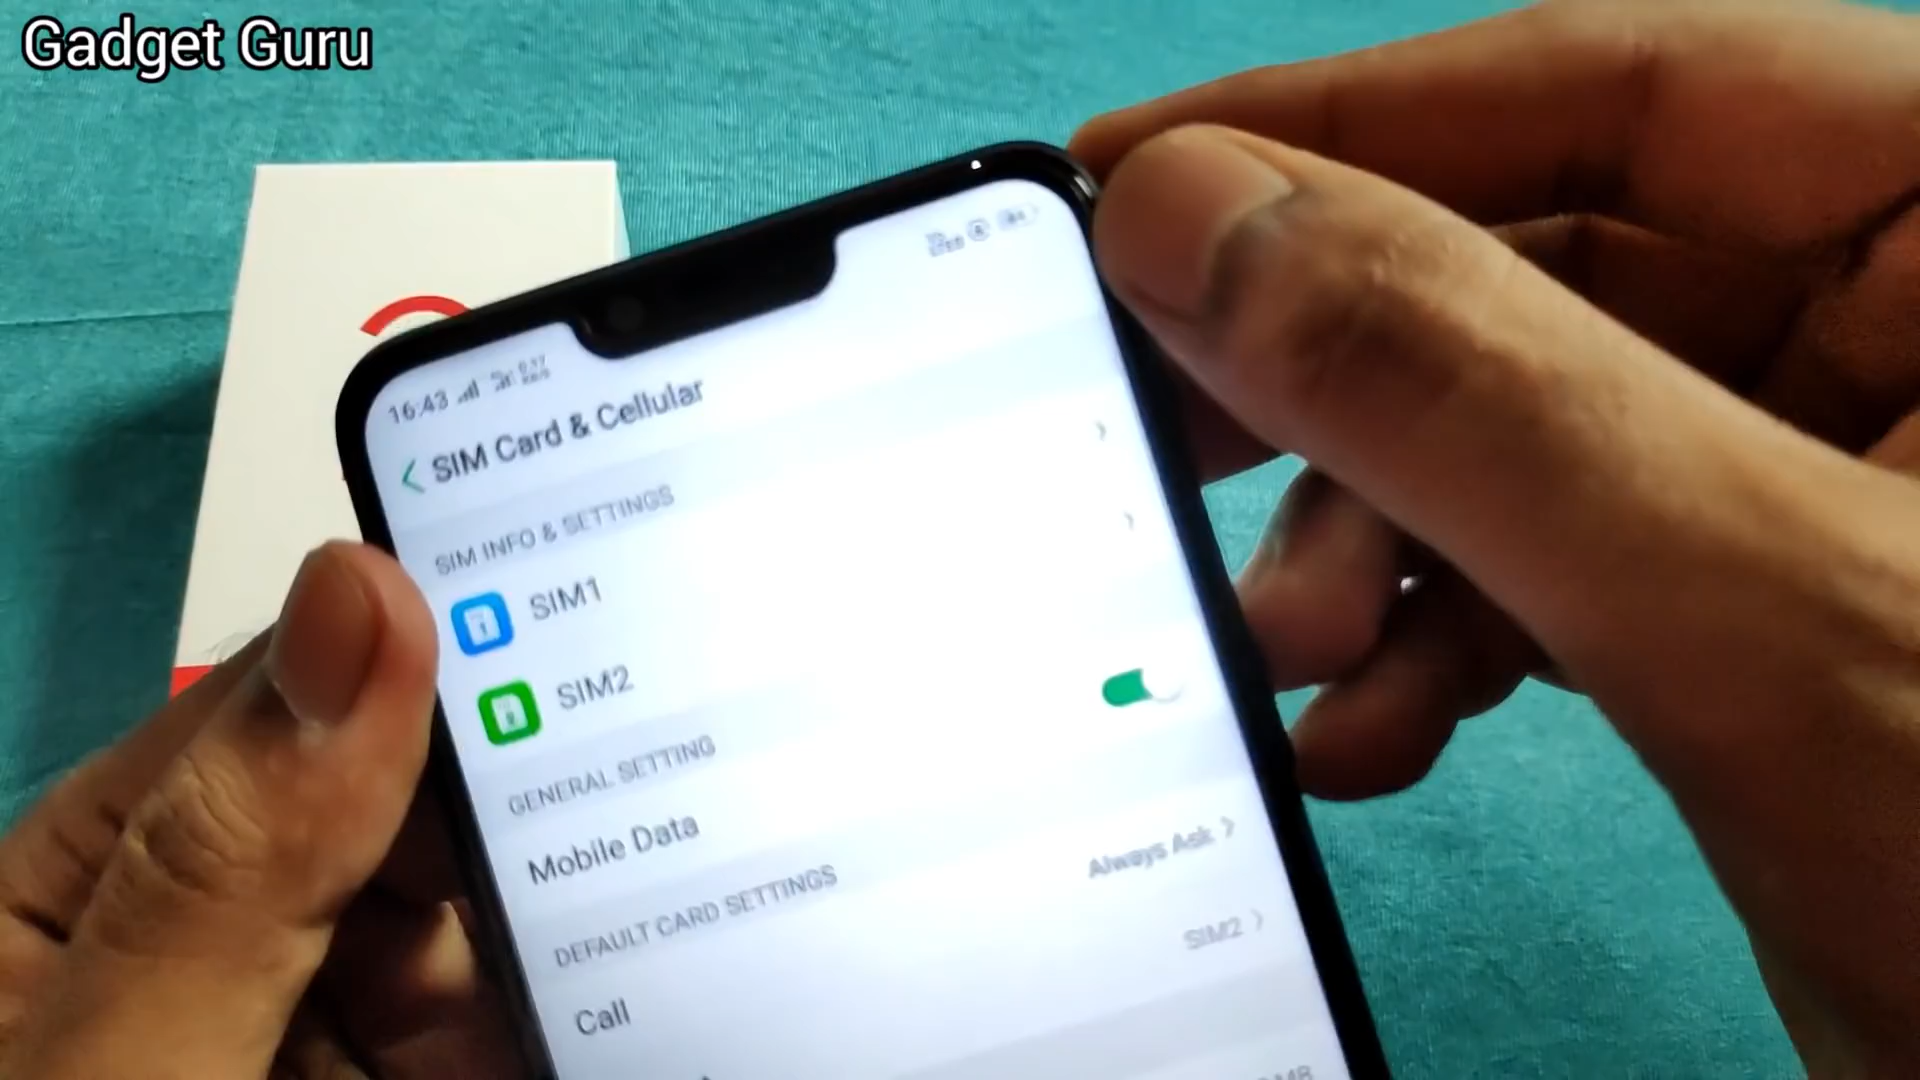 Gadget Guru
16:43
SIM Card & Cellular
SIM INFO & SETTINGS
SIM1
SIM2
GENERAL SETTING
Mobile Data
DEFAULT CARD SETTINGS
Call
Always Ask
SIM2
MB